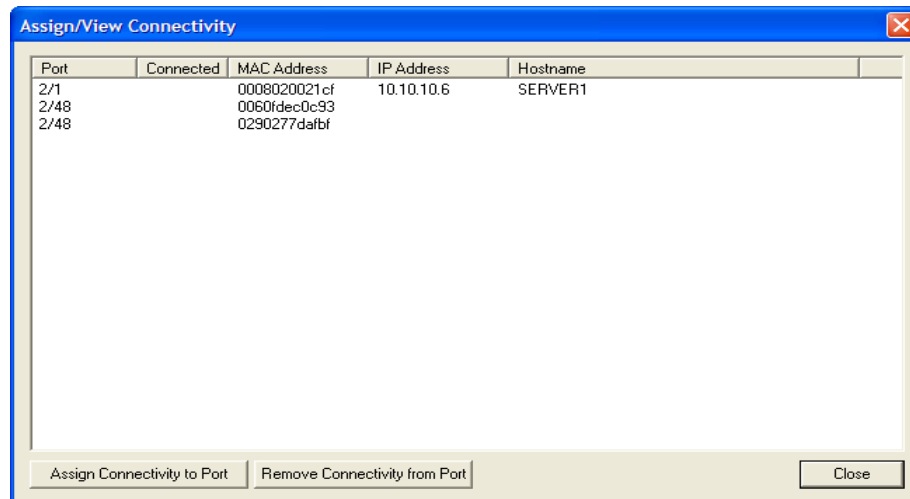 Assign/View Connectivity
Port Connected MAC Address IP Address Hostname
2/1 0008020021cf 10.10.10.6 SERVER1
2/48 0060fdec0c93
2/48 0290277dafbf
Assign Connectivity to Port Remove Connectivity from Port Close